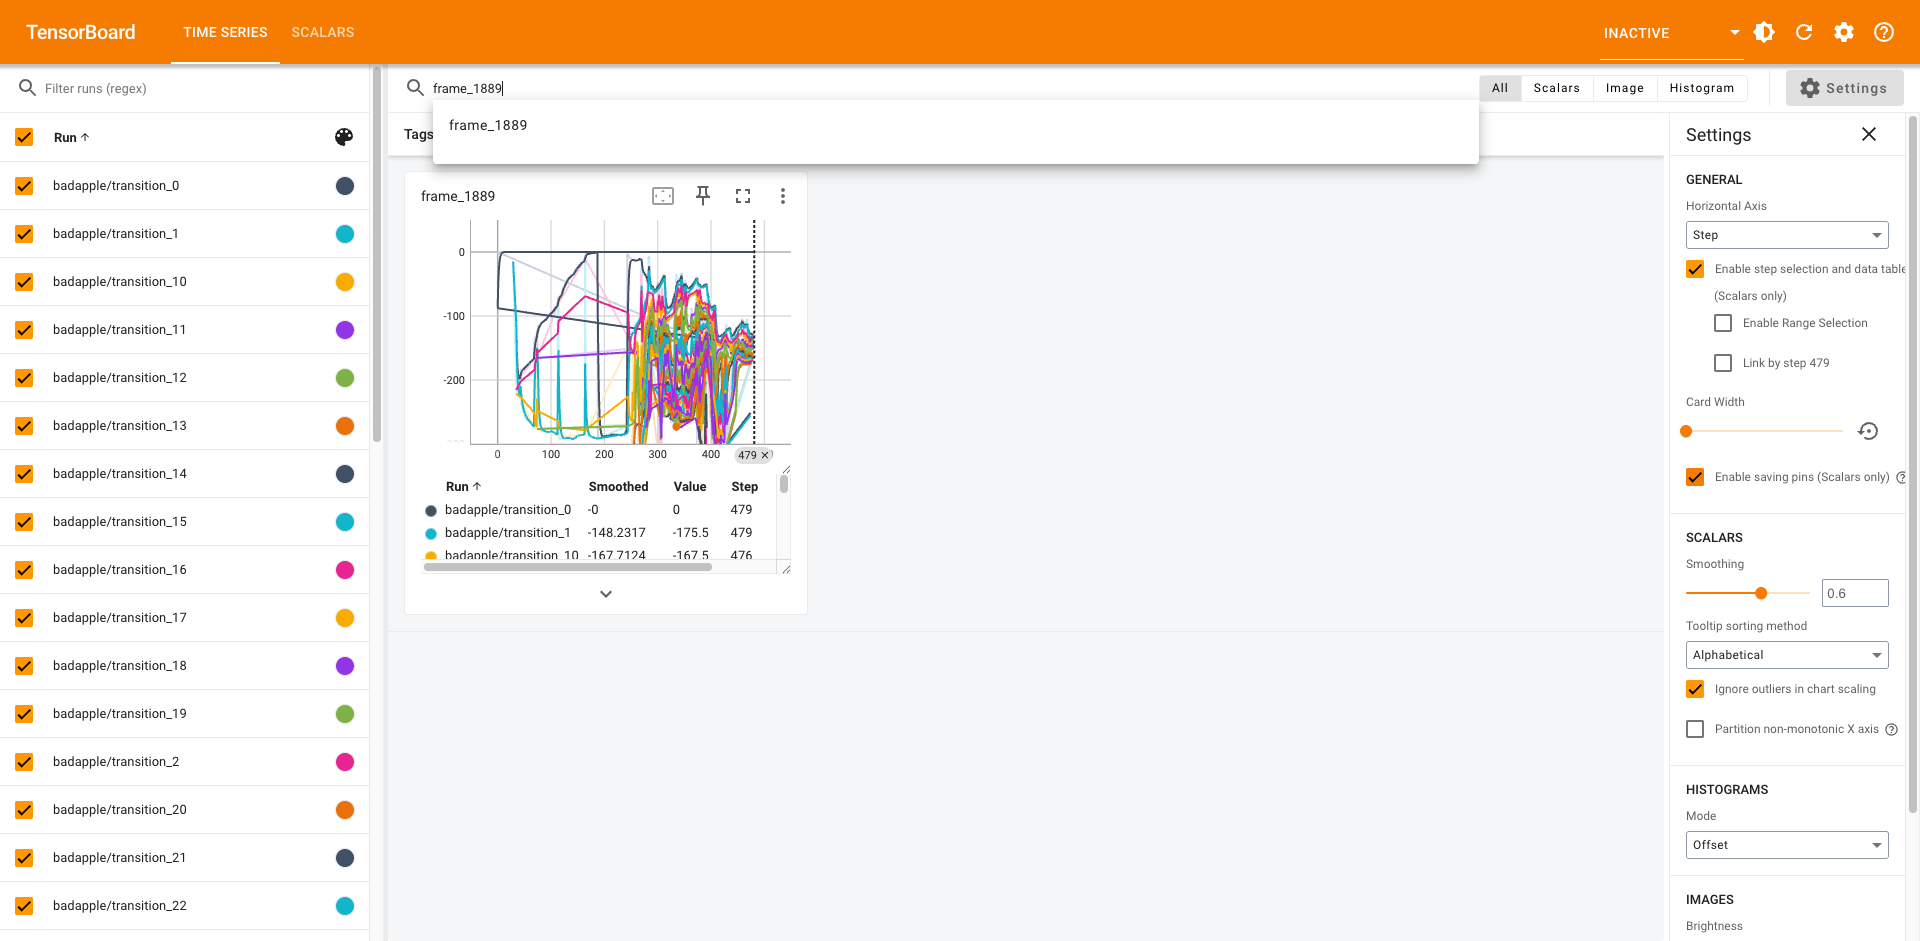 TensorBoard
TIME SERIES
SCALARS
INACTIVE
Filter runs (regex)
frame_1889
All
Scalars
Image
Histogram
Settings
frame_1889
Tags
Run
badapple/transition_0
badapple/transition_1
badapple/transition_10
badapple/transition_11
badapple/transition_12
badapple/transition_13
badapple/transition_14
badapple/transition_15
badapple/transition_16
badapple/transition_17
badapple/transition_18
badapple/transition_19
badapple/transition_2
badapple/transition_20
badapple/transition_21
badapple/transition_22
frame_1889
0
-100
-200
0 100 200 300 400 479
Run Smoothed Value Step
badapple/transition_0 -0 0 479
badapple/transition_1 -148.2317 -175.5 479
badapple/transition_10 -167.7124 -167.5 476
Settings
GENERAL
Horizontal Axis
Step
Enable step selection and data table
(Scalars only)
Enable Range Selection
Link by step 479
Card Width
Enable saving pins (Scalars only)
SCALARS
Smoothing
0.6
Tooltip sorting method
Alphabetical
Ignore outliers in chart scaling
Partition non-monotonic X axis
HISTOGRAMS
Mode
Offset
IMAGES
Brightness